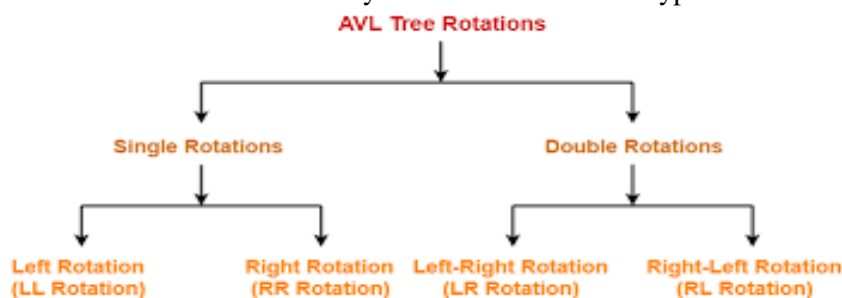 AVL Tree Rotations
Single Rotations
Double Rotations
Left Rotation
(LL Rotation)
Right Rotation
(RR Rotation)
Left-Right Rotation
(LR Rotation)
Right-Left Rotation
(RL Rotation)